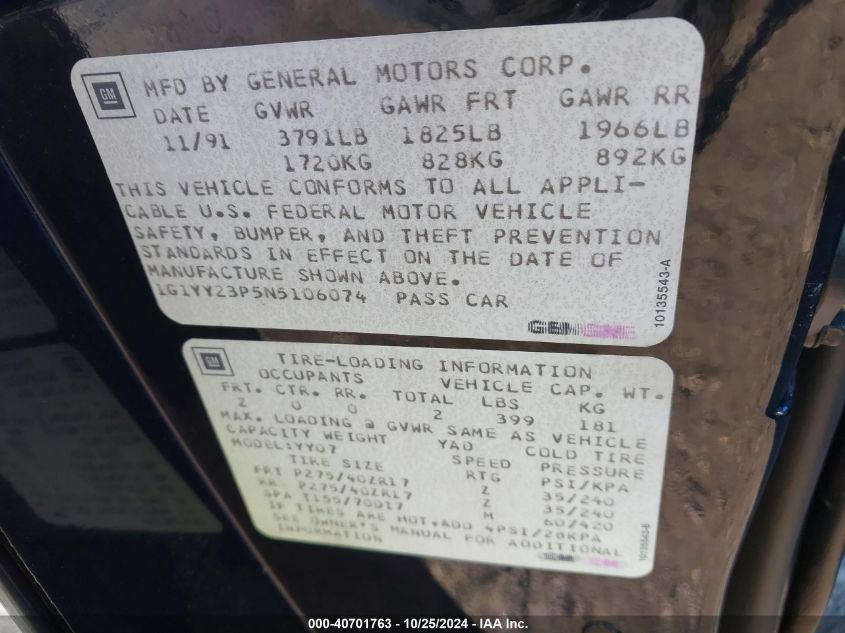 GM
MFD BY GENERAL MOTORS CORP.
DATE GVWR GAWR FRT GAWR RR
11/91 3791LB 1825LB 1966LB
1720KG 828KG 892KG
THIS VEHICLE CONFORMS TO ALL APPLI-
CABLE U.S. FEDERAL MOTOR VEHICLE
SAFETY, BUMPER, AND THEFT PREVENTION
STANDARDS IN EFFECT ON THE DATE OF
MANUFACTURE SHOWN ABOVE.
1G1YY23P5N5106074 PASS CAR
GM
10135543-A
GM
TIRE-LOADING INFORMATION
OCCUPANTS VEHICLE CAP. WT.
FRT. CTR. RR. TOTAL LBS KG
2 0 0 2 399 181
MAX. LOADING @ GVWR SAME AS VEHICLE
CAPACITY WEIGHT YAD COLD TIRE
MODEL:YY07 SPEED PRESSURE
TIRE SIZE RTG PSI/KPA
FRT P275/40ZR17 Z 35/240
RR P275/40ZR17 Z 35/240
SPA T155/70D17 M 60/420
IF TIRES ARE HOT,ADD 4PSI/28KPA
SEE OWNER'S MANUAL FOR ADDITIONAL
INFORMATION
10135543-B
000-40701763 - 10/25/2024 - IAA Inc.